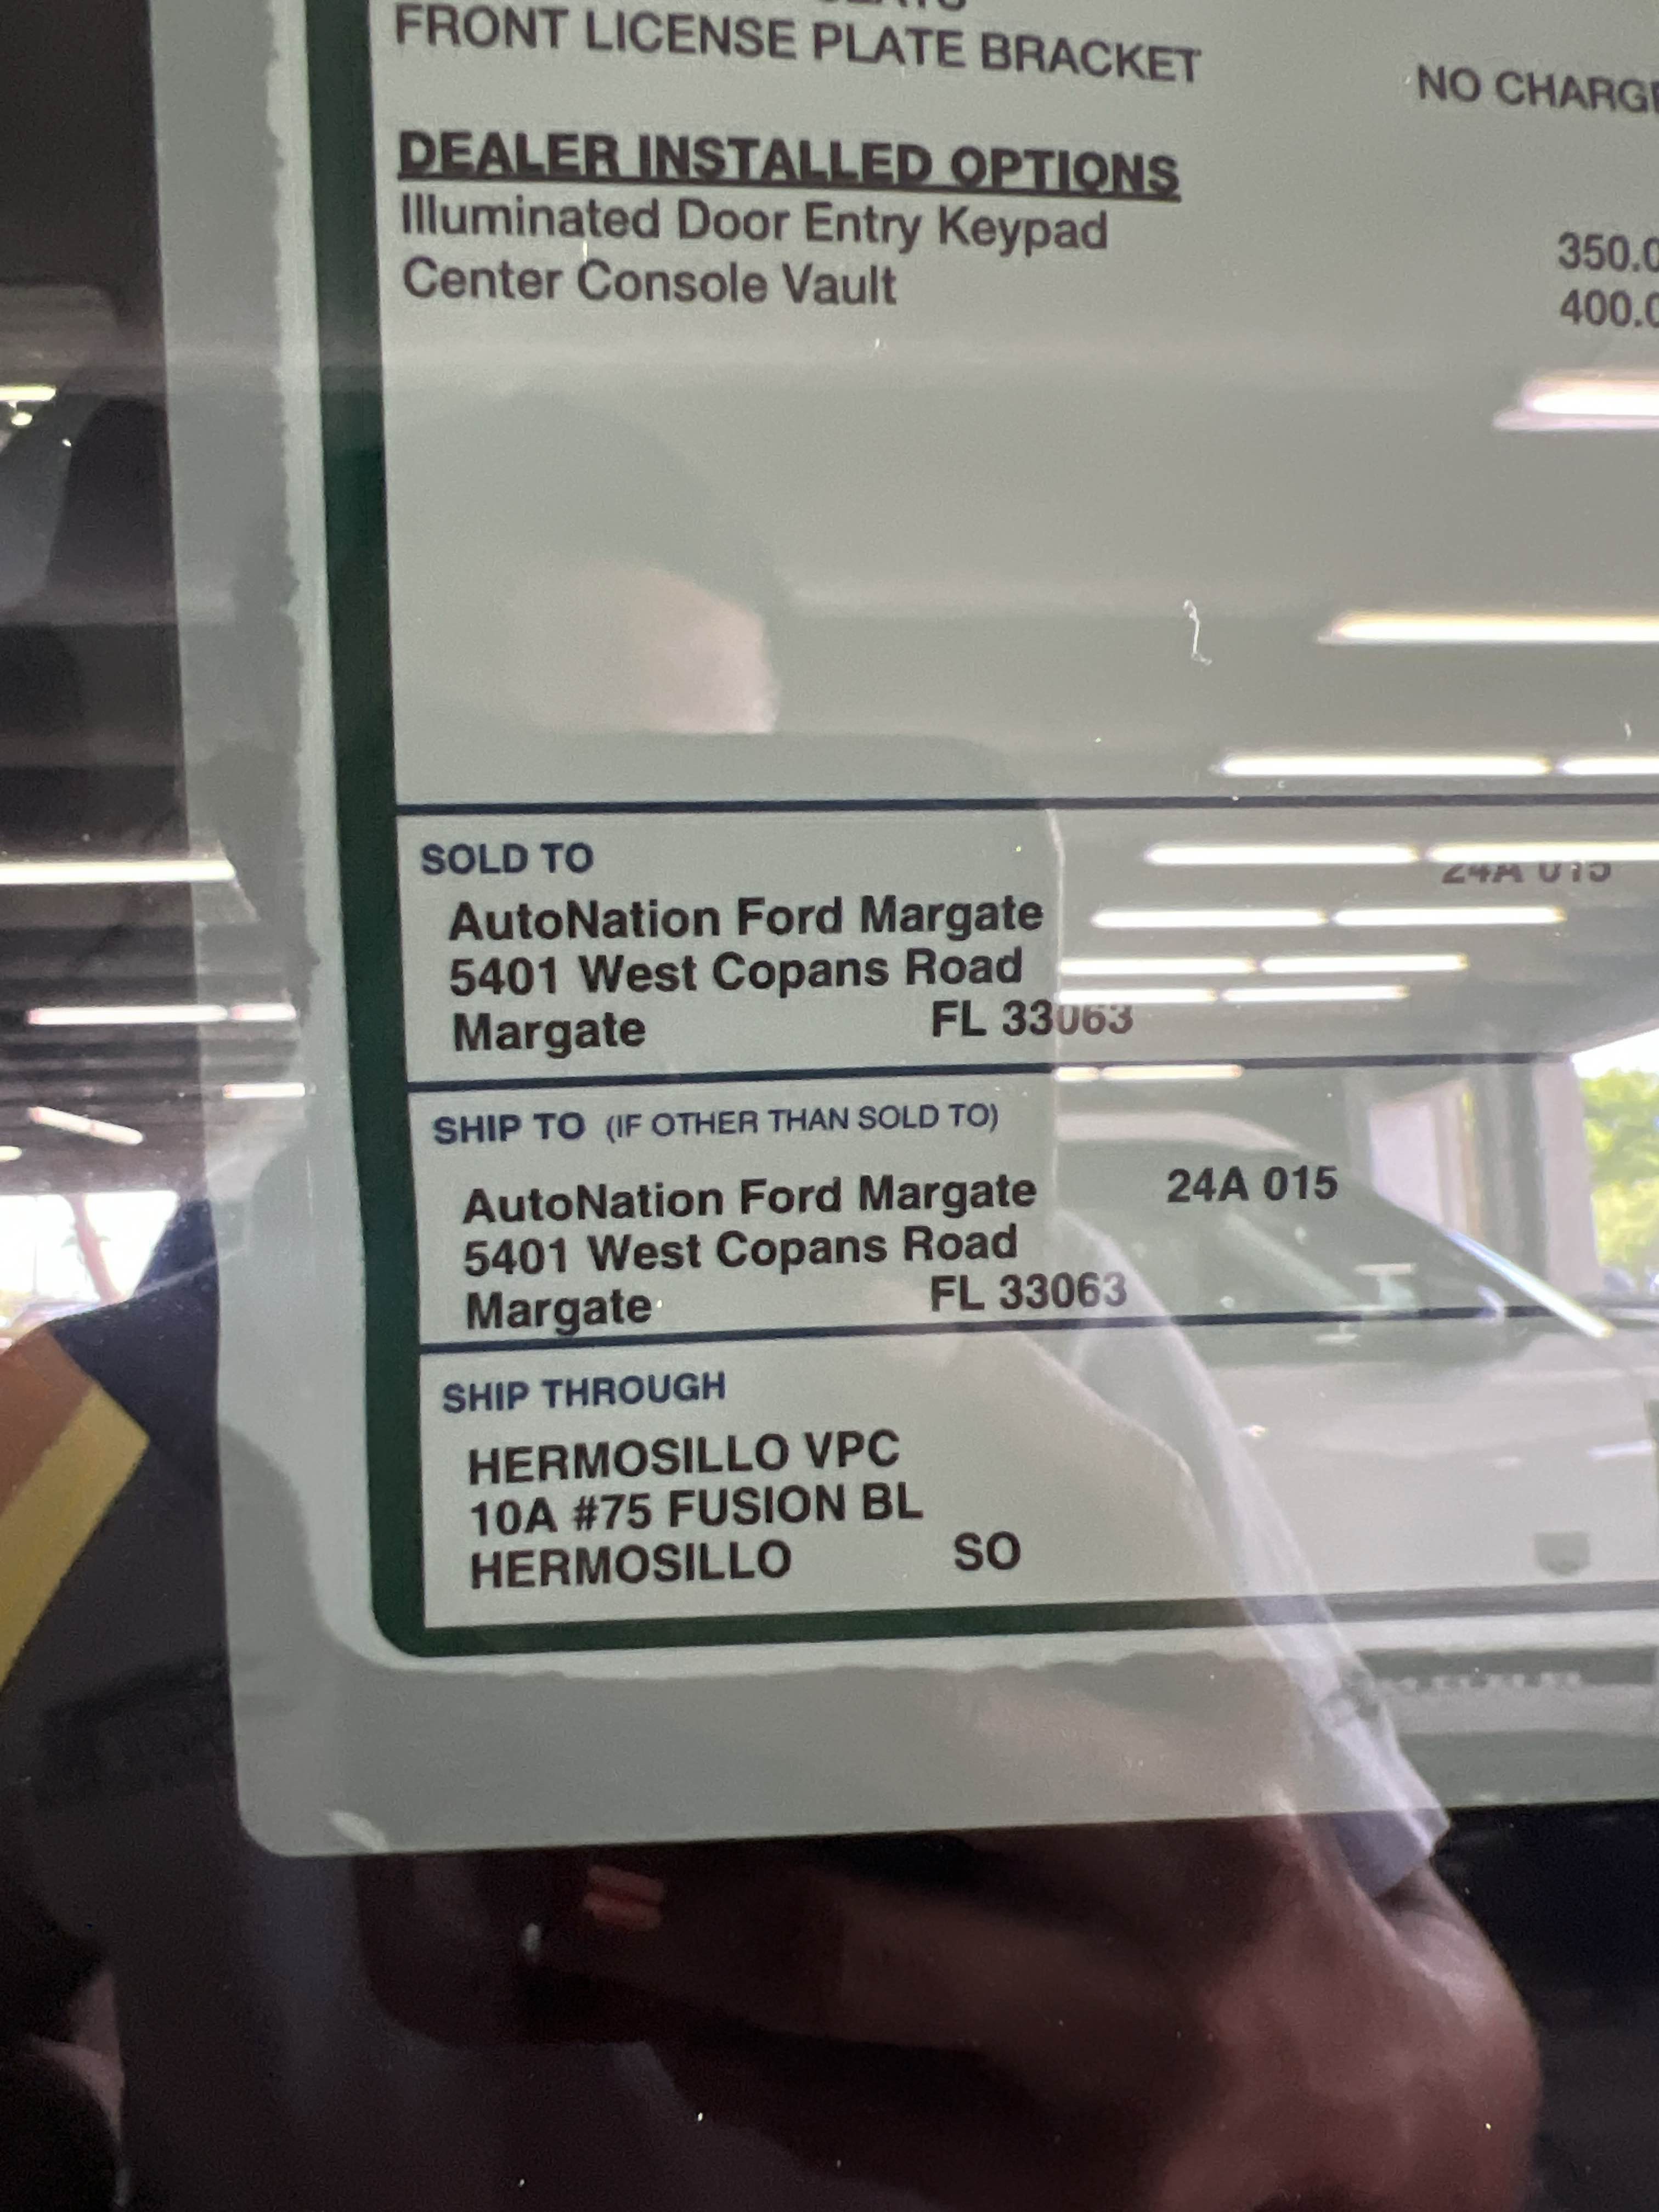 FRONT LICENSE PLATE BRACKET NO CHARGE
DEALER INSTALLED OPTIONS
Illuminated Door Entry Keypad 350.0
Center Console Vault 400.0
SOLD TO
24A 015
AutoNation Ford Margate
5401 West Copans Road
Margate FL 33063
SHIP TO (IF OTHER THAN SOLD TO)
AutoNation Ford Margate 24A 015
5401 West Copans Road
Margate FL 33063
SHIP THROUGH
HERMOSILLO VPC
10A #75 FUSION BL
HERMOSILLO SO